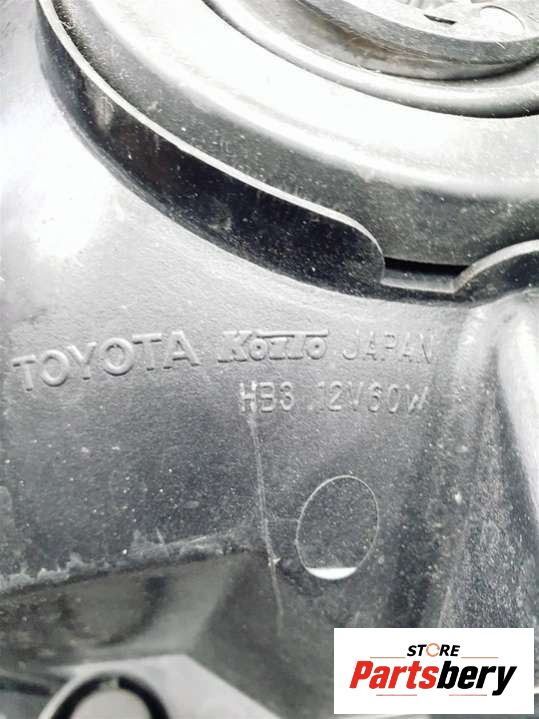 TOYOTA KOITO JAPAN
HB3 12V60W
STORE
Partsbery